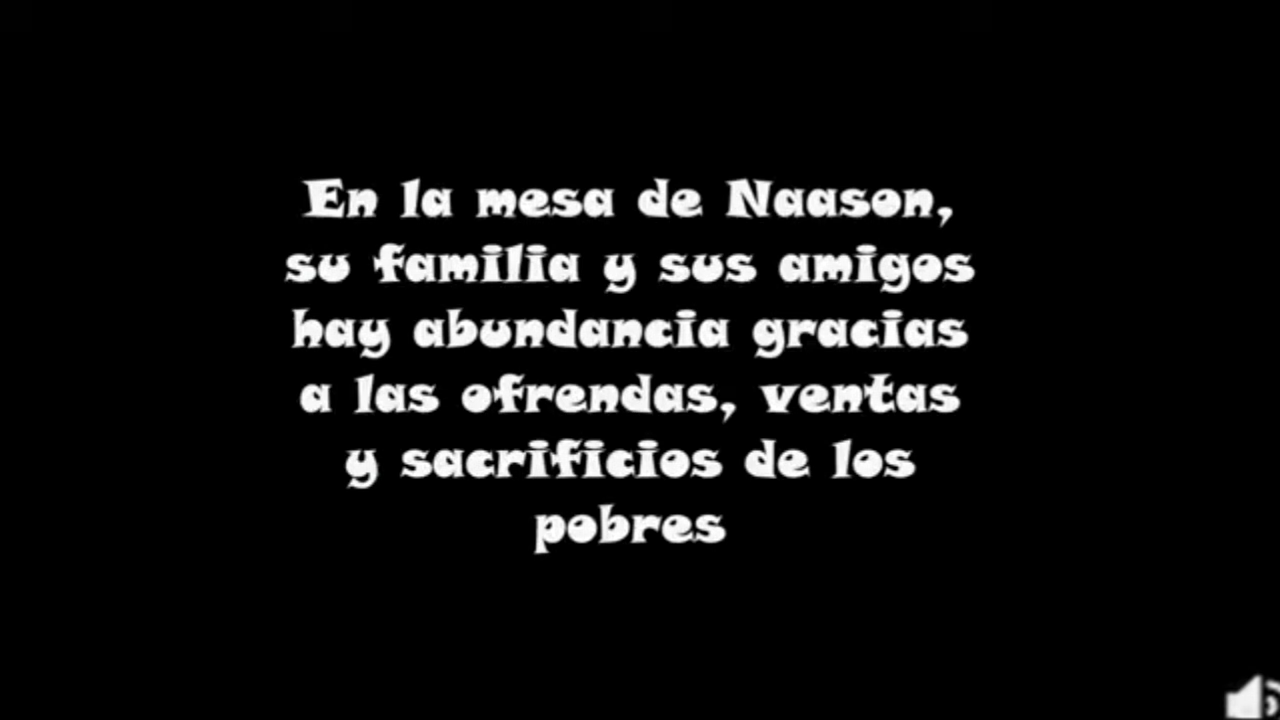 En la mesa de Naason,
su familia y sus amigos
hay abundancia gracias
a las ofrendas, ventas
y sacrificios de los
pobres